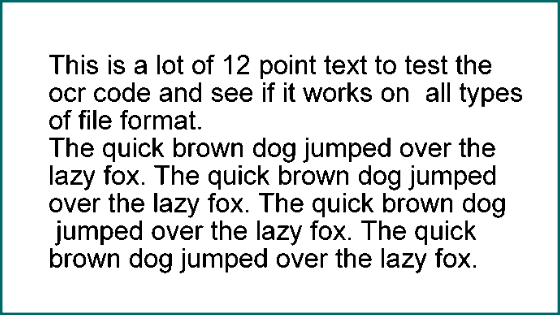 This is a lot of 12 point text to test the
ocr code and see if it works on  all types
of file format.
The quick brown dog jumped over the
lazy fox. The quick brown dog jumped
over the lazy fox. The quick brown dog
 jumped over the lazy fox. The quick
brown dog jumped over the lazy fox.